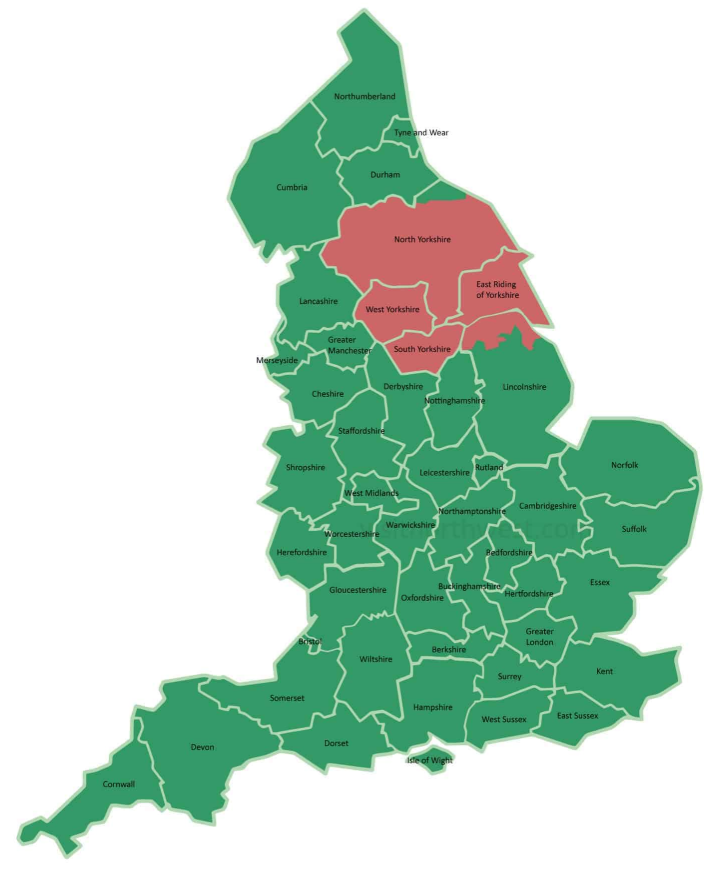 Northumberland
Tyne and Wear
Durham
Cumbria
North Yorkshire
East Riding
of Yorkshire
Lancashire
West Yorkshire
Greater
Manchester
South Yorkshire
Merseyside
Cheshire
Derbyshire
Nottinghamshire
Lincolnshire
Staffordshire
Shropshire
Leicestershire
Rutland
Norfolk
West Midlands
Northamptonshire
Cambridgeshire
Warwickshire
Suffolk
Worcestershire
Herefordshire
Bedfordshire
Gloucestershire
Oxfordshire
Buckinghamshire
Hertfordshire
Essex
Bristol
Greater
London
Berkshire
Wiltshire
Surrey
Kent
Somerset
Hampshire
West Sussex
East Sussex
Dorset
Devon
Isle of Wight
Cornwall